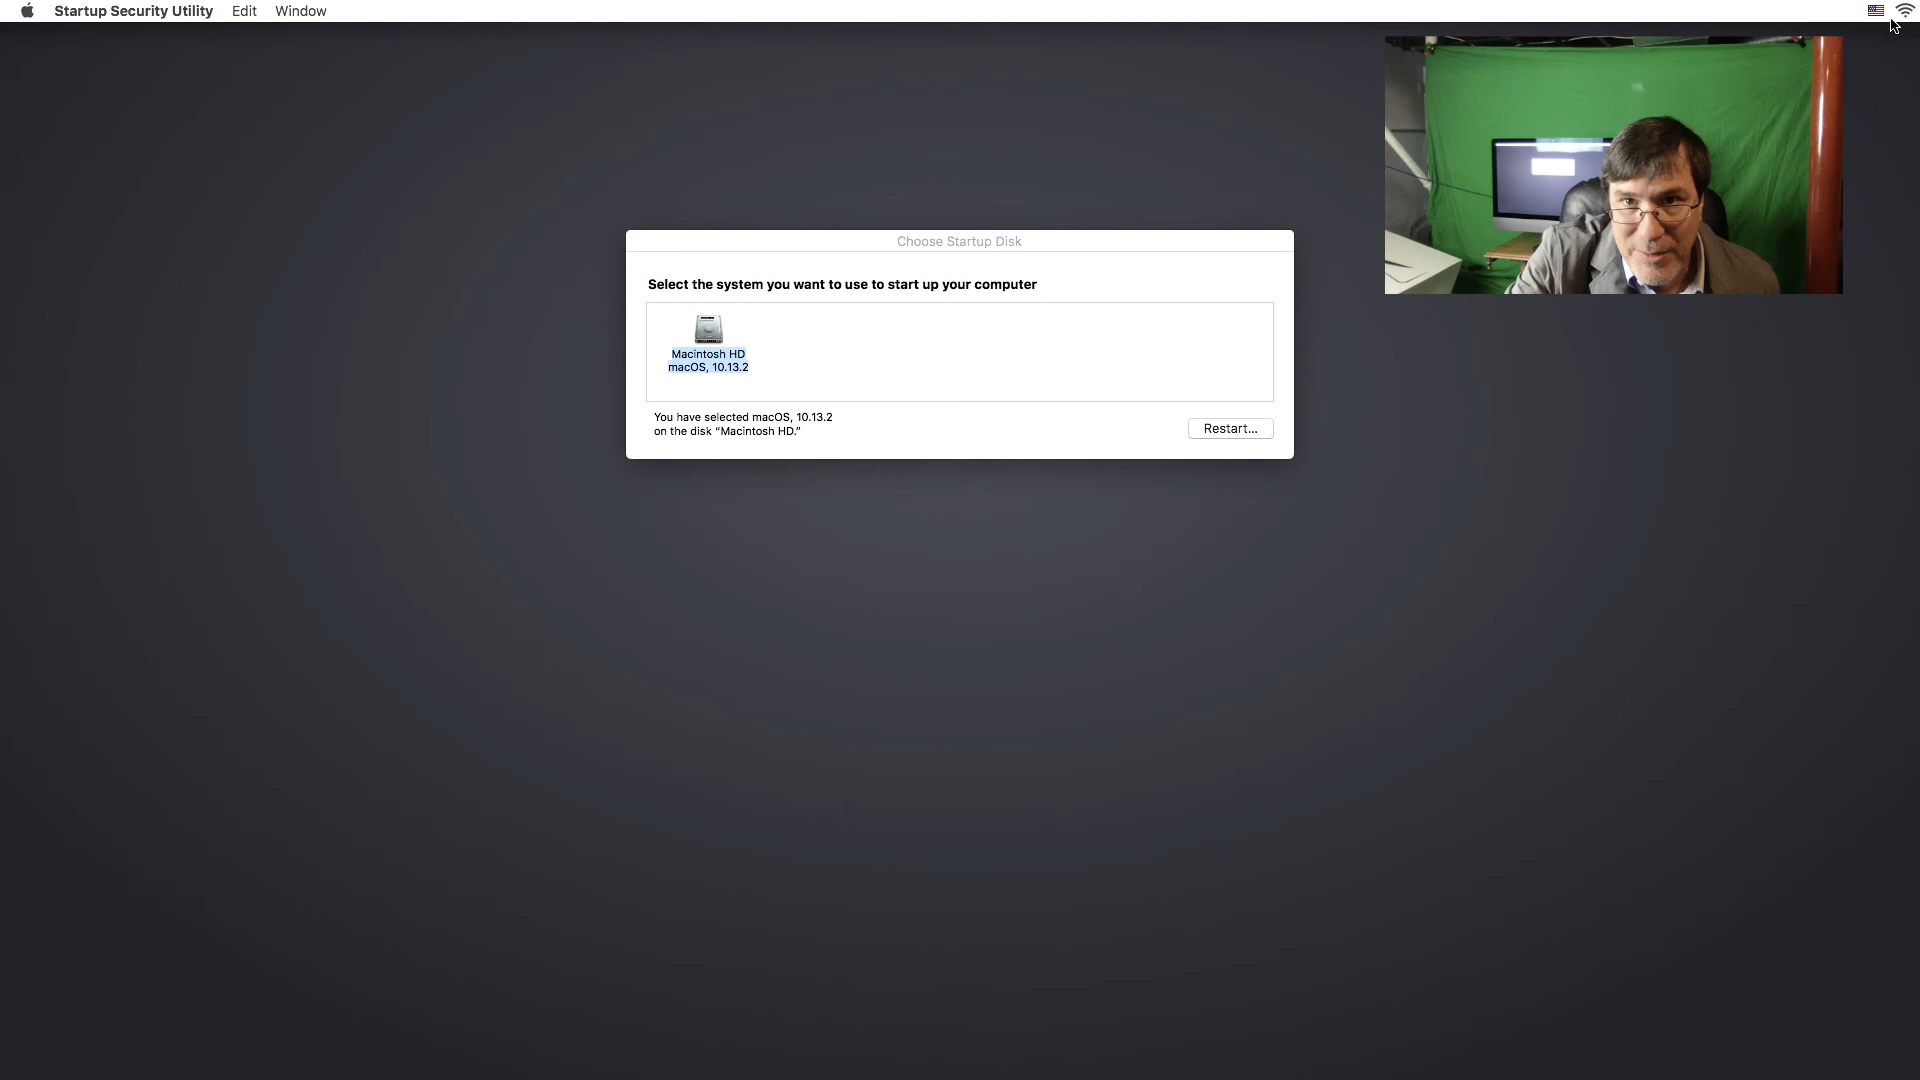 Startup Security Utility Edit Window
Choose Startup Disk
Select the system you want to use to start up your computer
Macintosh HD
macOS, 10.13.2
You have selected macOS, 10.13.2
on the disk “Macintosh HD.”
Restart...